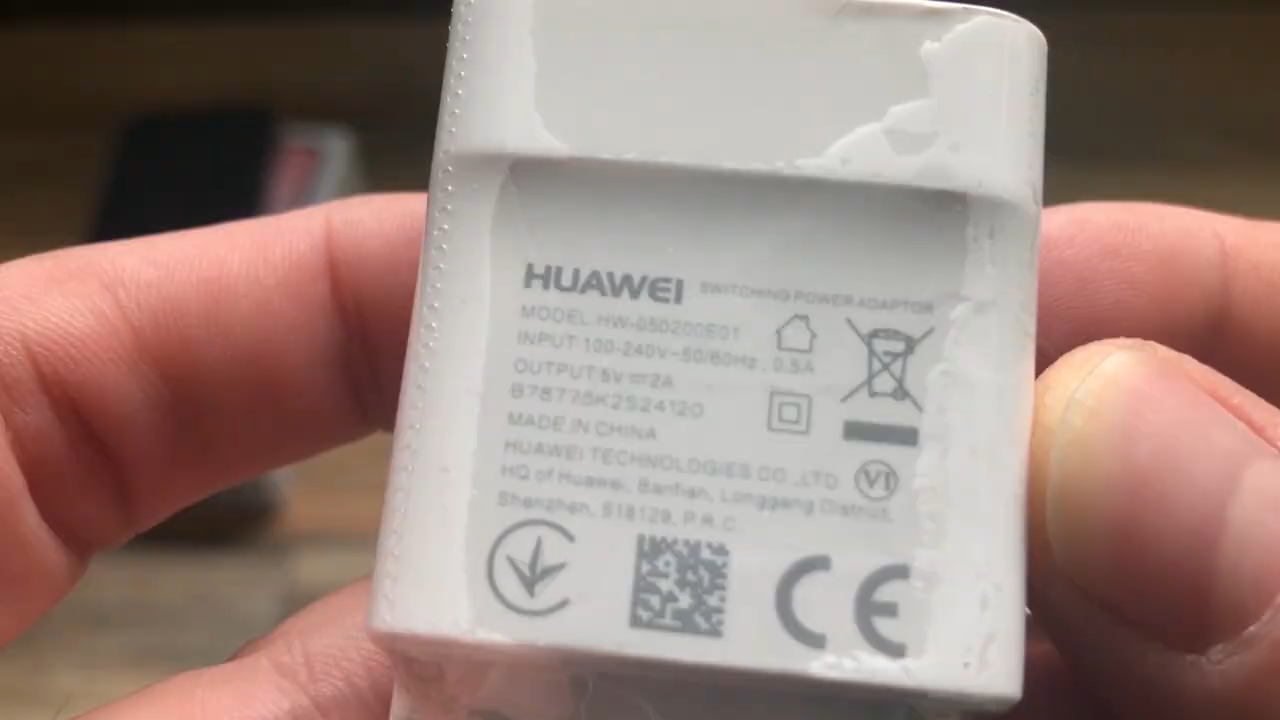 HUAWEI SWITCHING POWER ADAPTOR
MODEL:HW-050200E01
INPUT:100-240V~50/60Hz, 0.5A
OUTPUT:5V⎓2A
MADE IN CHINA
HUAWEI TECHNOLOGIES CO.,LTD
HQ of Huawei, Bantian, Longgang District,
Shenzhen, 518129, P.R.C.
VI
CE